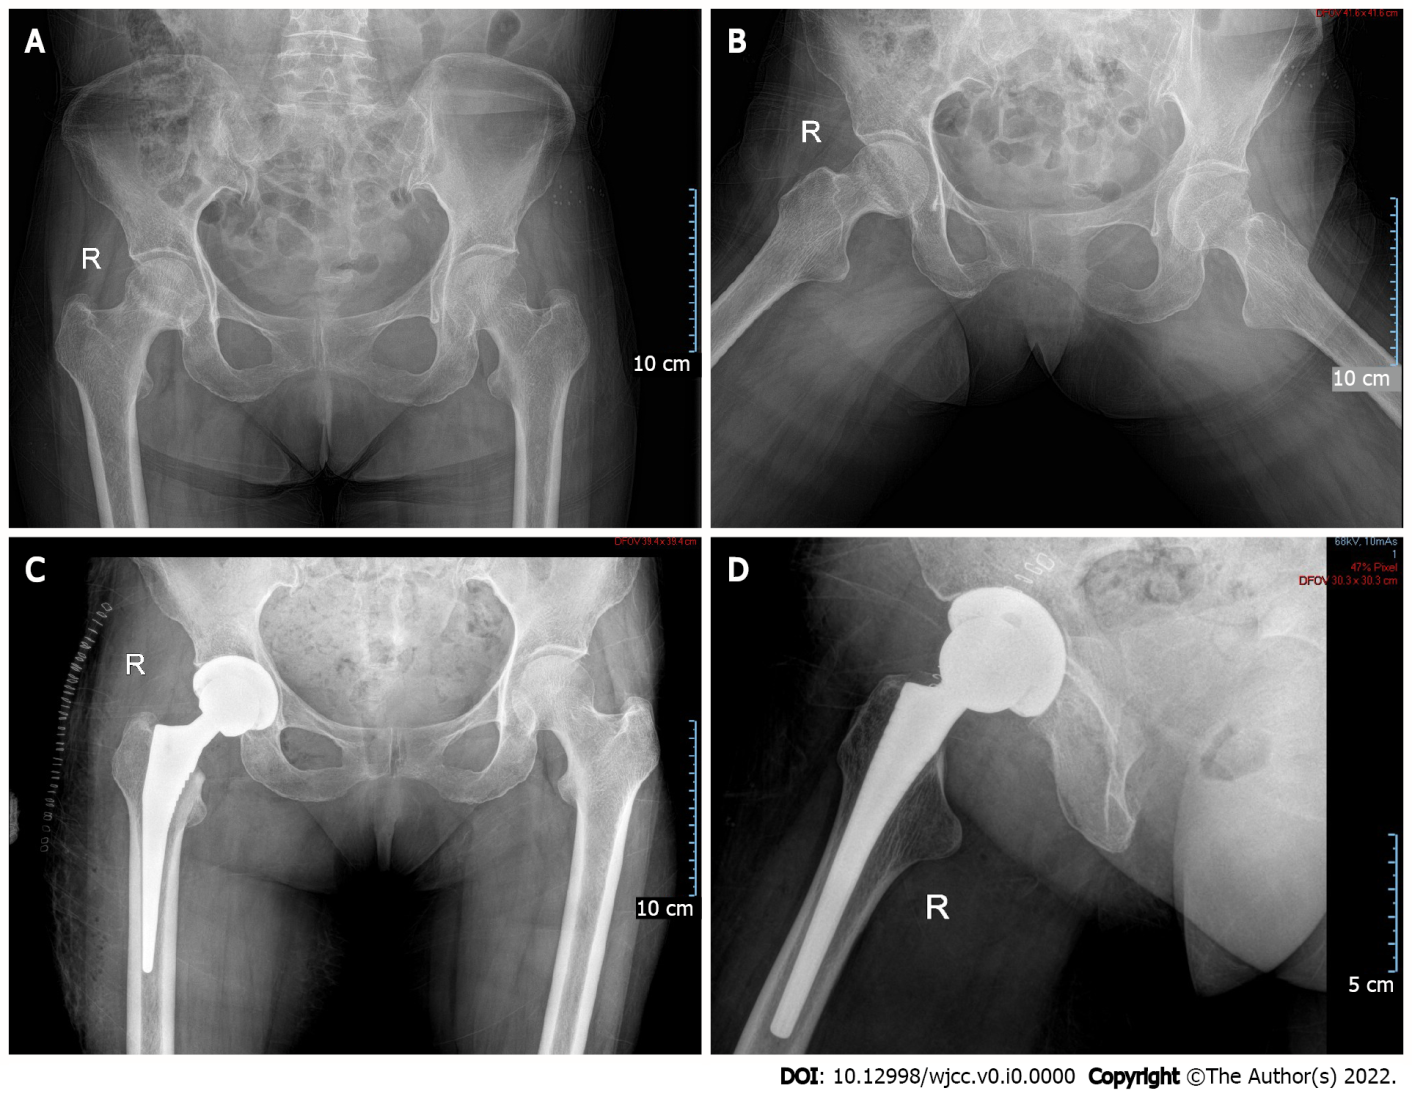 A
R
10 cm
B
DFOV 41.6 x 41.6 cm
R
10 cm
C
DFOV 39.4 x 39.4 cm
R
10 cm
D
68kV, 10mAs
1
47% Pixel
DFOV 30.3 x 30.3 cm
R
5 cm
DOI: 10.12998/wjcc.v0.i0.0000 Copyright ©The Author(s) 2022.